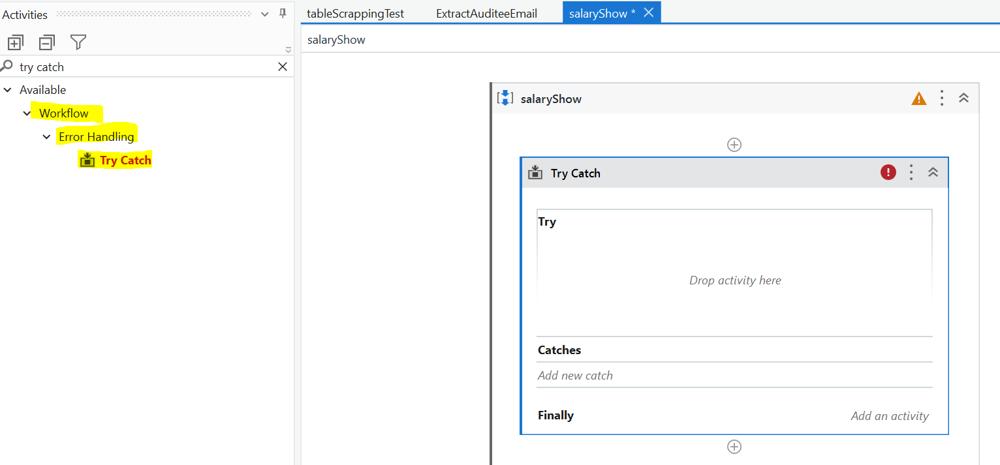 Activities
try catch
Available
Workflow
Error Handling
Try Catch
tableScrappingTest ExtractAuditeeEmail salaryShow *
salaryShow
salaryShow
Try Catch
Try
Drop activity here
Catches
Add new catch
Finally Add an activity